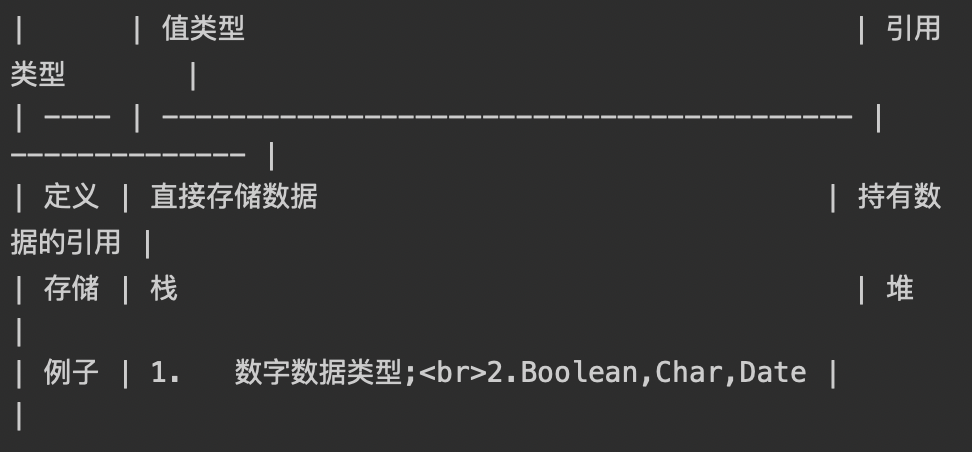 |      | 值类型                                      | 引用
类型         |
| ---- | ----------------------------------------- |
-------------- |
| 定义 | 直接存储数据                                | 持有数
据的引用 |
| 存储 | 栈                                        | 堆
|
| 例子 | 1.   数字数据类型;<br>2.Boolean,Char,Date |
|